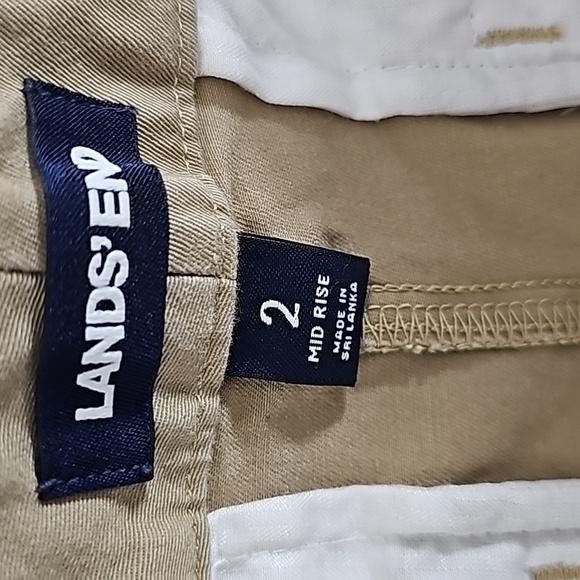 LANDS' END
2
MID RISE
MADE IN
SRI LANKA